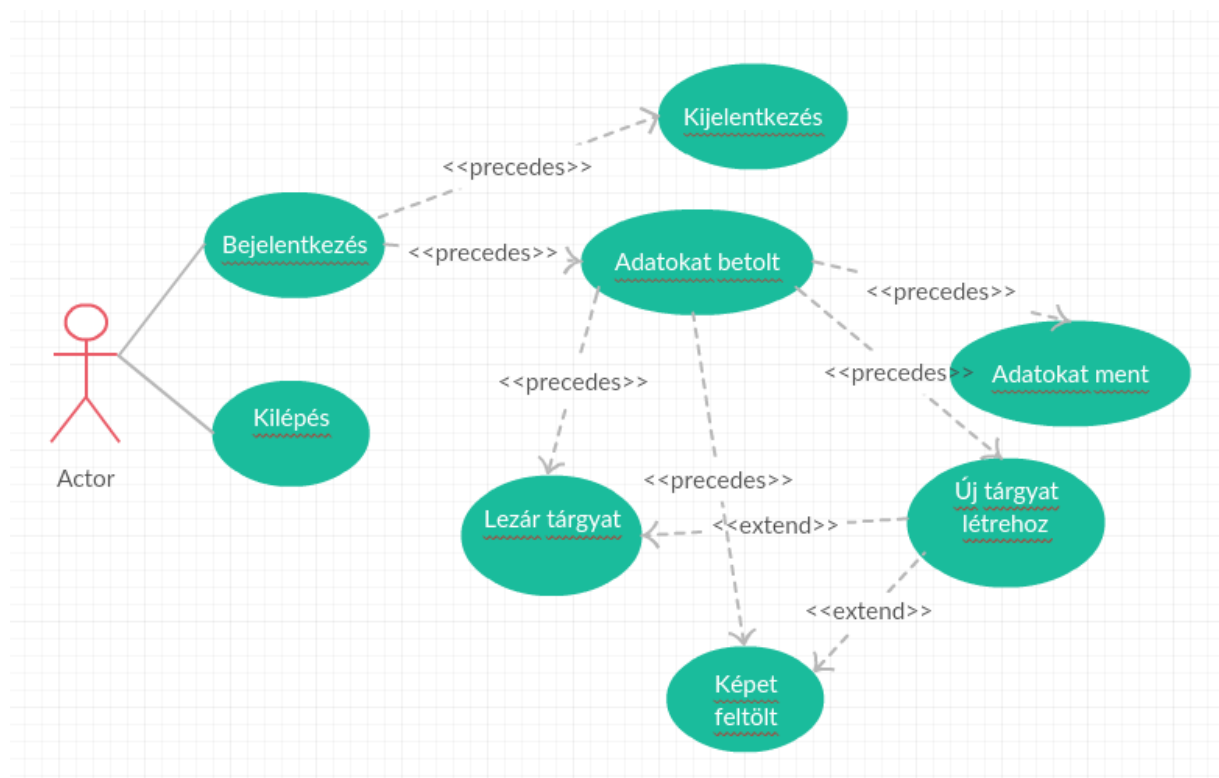 Kijelentkezés
<<precedes>>
Bejelentkezés
<<precedes>>
Adatokat betolt
<<precedes>>
<<precedes>>
<<precedes>>
Adatokat ment
Kilépés
Actor
<<precedes>>
Lezár tárgyat
<<extend>>
Új tárgyat
létrehoz
<<extend>>
Képet
feltölt